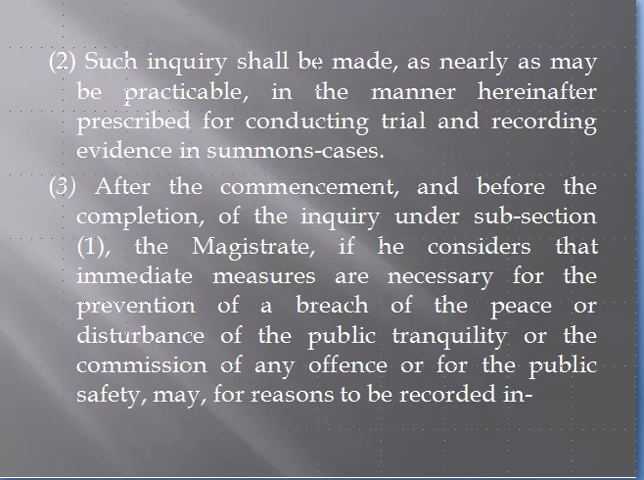 (2) Such inquiry shall be made, as nearly as may
be practicable, in the manner hereinafter
prescribed for conducting trial and recording
evidence in summons-cases.
(3) After the commencement, and before the
completion, of the inquiry under sub-section
(1), the Magistrate, if he considers that
immediate measures are necessary for the
prevention of a breach of the peace or
disturbance of the public tranquility or the
commission of any offence or for the public
safety, may, for reasons to be recorded in-